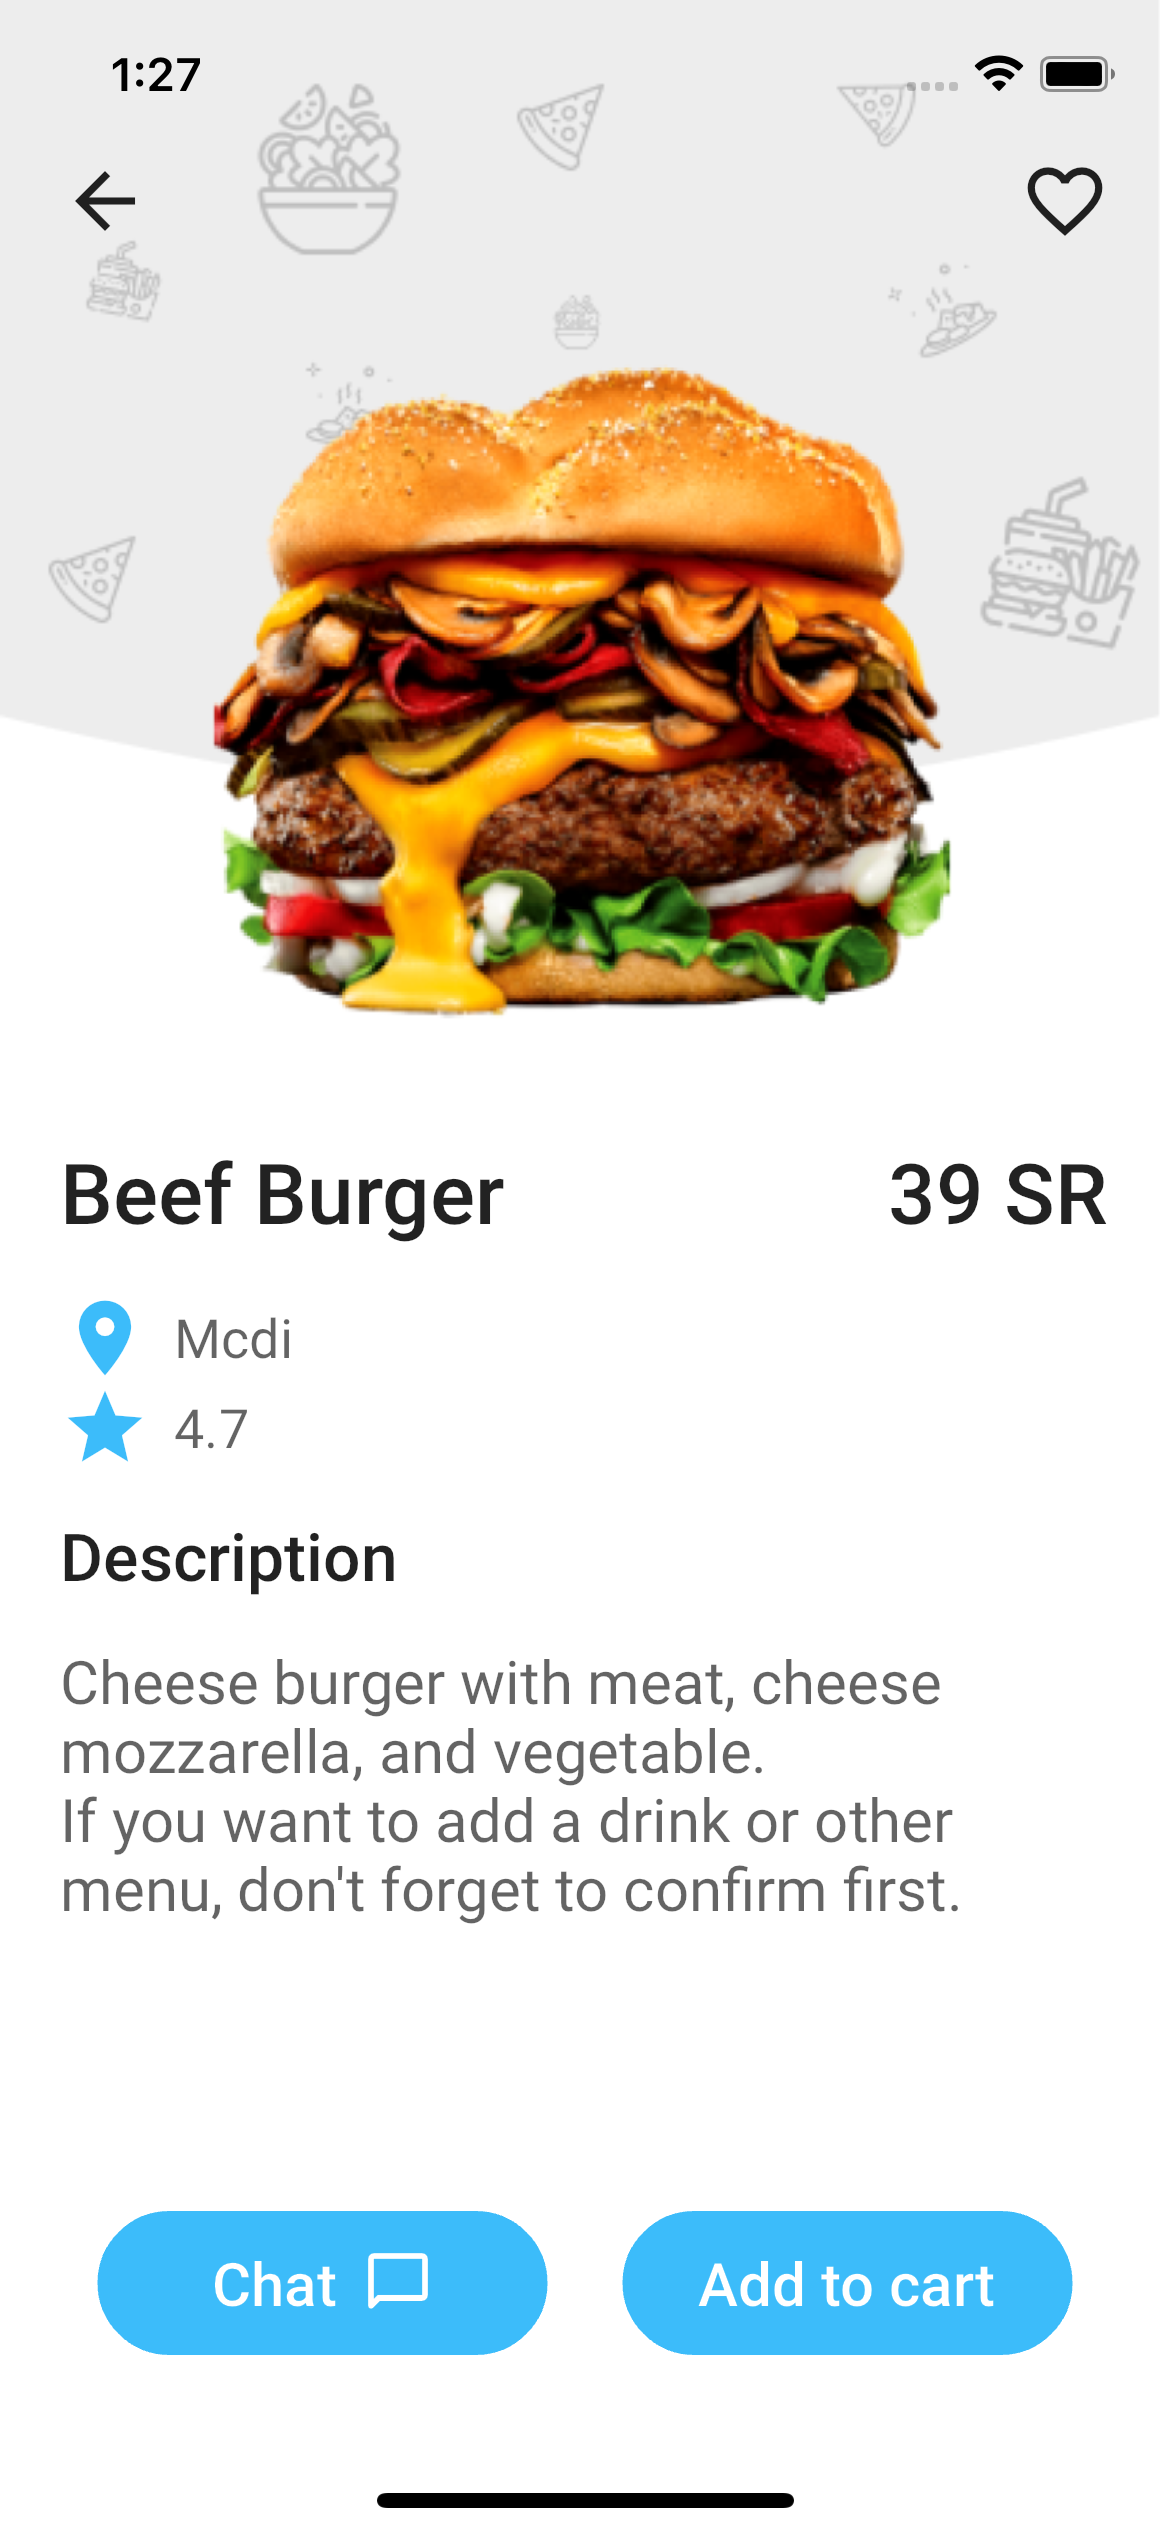 1:27
Beef Burger 39 SR
Mcdi
4.7
Description
Cheese burger with meat, cheese
mozzarella, and vegetable.
If you want to add a drink or other
menu, don't forget to confirm first.
Chat
Add to cart